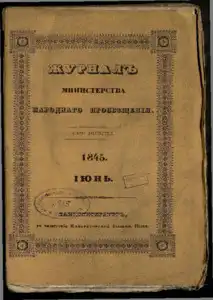 ЖУРНАЛЪ
МИНИСТЕРСТВА
НАРОДНАГО ПРОСВѢЩЕНІЯ.
1845.
ІЮНЬ.
САНКТПЕТЕРБУРГЪ,